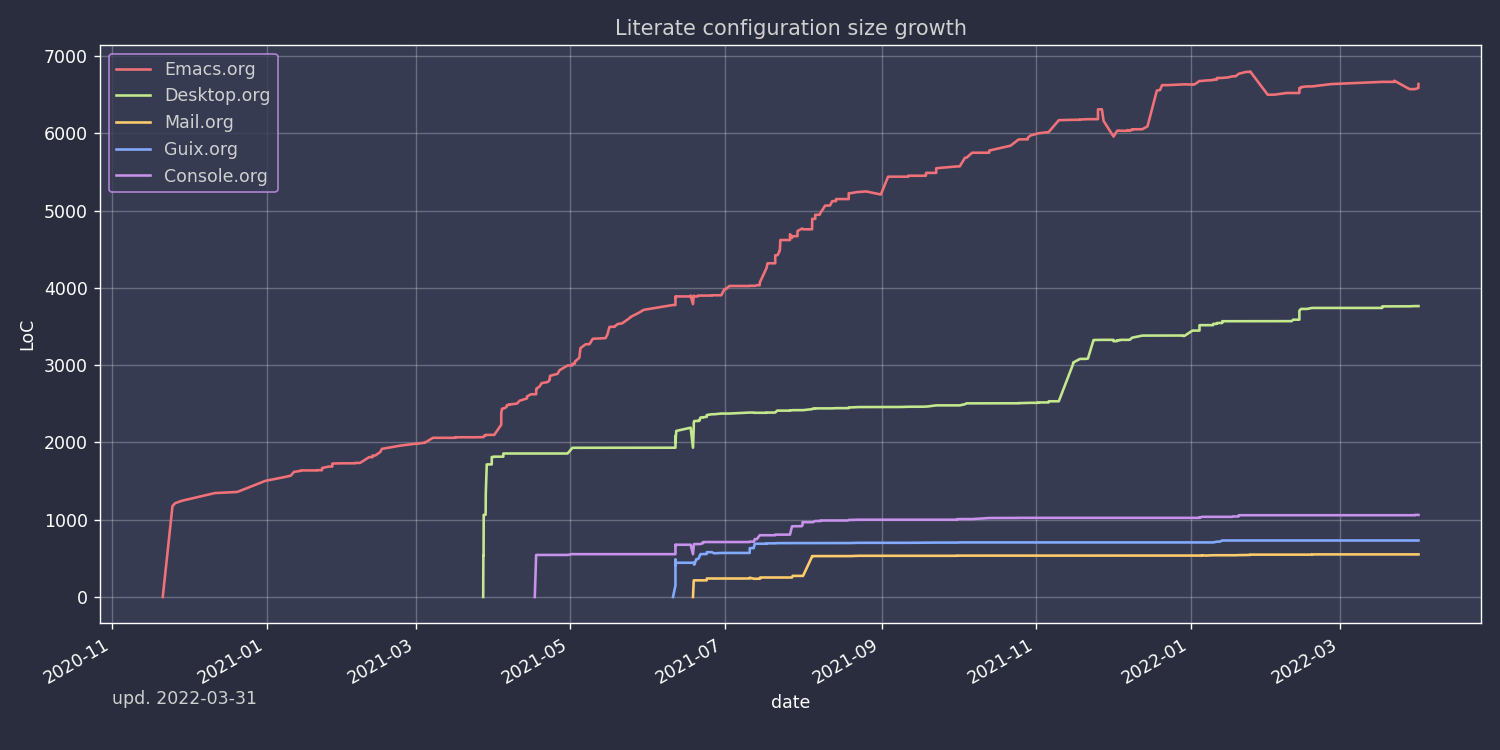 Literate configuration size growth
7000
6000
5000
4000
3000
2000
1000
0
LoC
Emacs.org
Desktop.org
Mail.org
Guix.org
Console.org
2020-11
2021-01
2021-03
2021-05
2021-07
2021-09
2021-11
2022-01
2022-03
date
upd. 2022-03-31